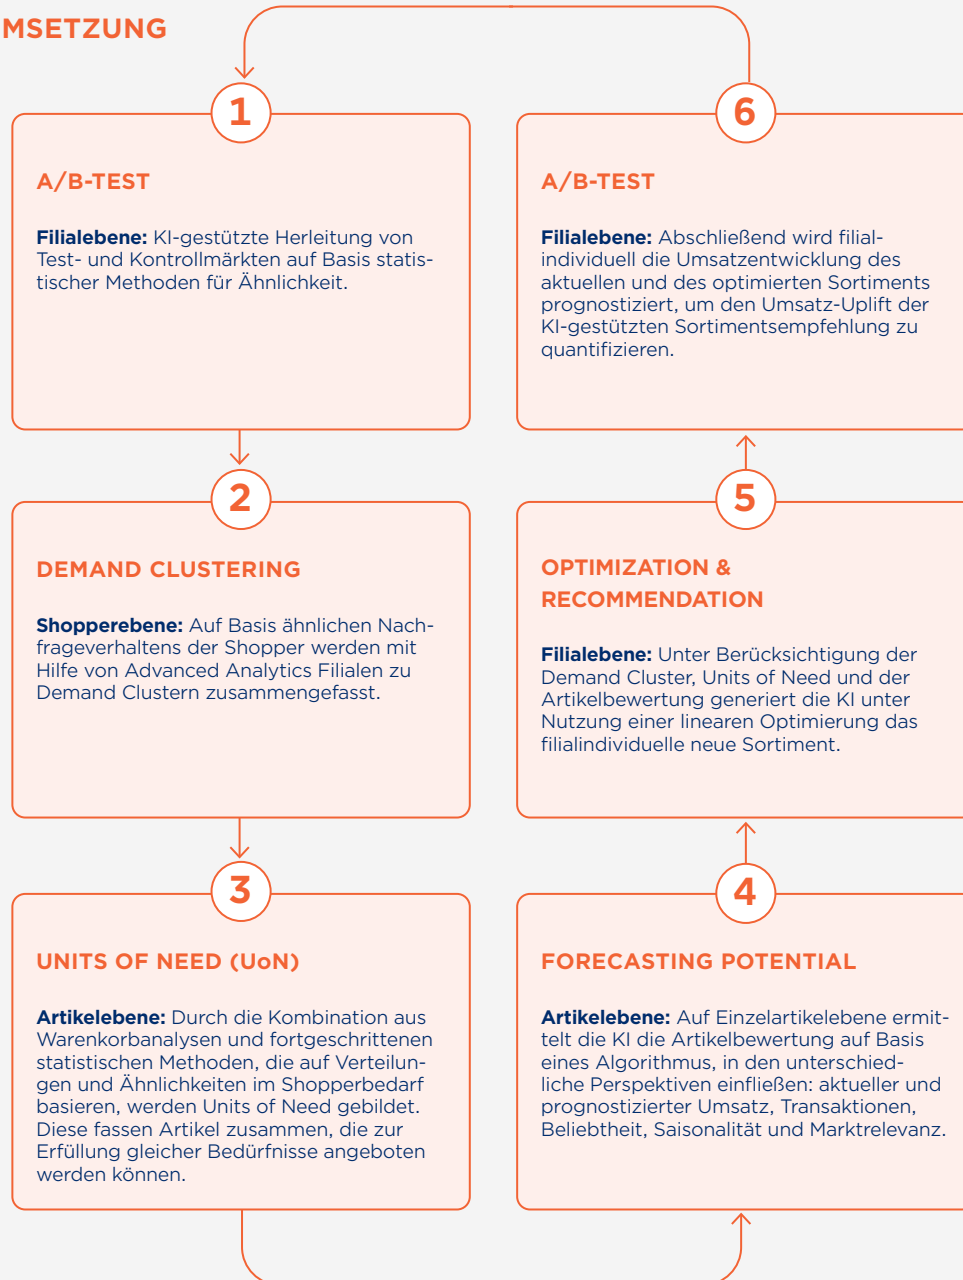 MSETZUNG
1
A/B-TEST
Filialebene: KI-gestützte Herleitung von
Test- und Kontrollmärkten auf Basis statis-
tischer Methoden für Ähnlichkeit.
2
DEMAND CLUSTERING
Shopperebene: Auf Basis ähnlichen Nach-
frageverhaltens der Shopper werden mit
Hilfe von Advanced Analytics Filialen zu
Demand Clustern zusammengefasst.
3
UNITS OF NEED (UoN)
Artikelebene: Durch die Kombination aus
Warenkorbanalysen und fortgeschrittenen
statistischen Methoden, die auf Verteilun-
gen und Ähnlichkeiten im Shopperbedarf
basieren, werden Units of Need gebildet.
Diese fassen Artikel zusammen, die zur
Erfüllung gleicher Bedürfnisse angeboten
werden können.
4
FORECASTING POTENTIAL
Artikelebene: Auf Einzelartikelebene ermit-
telt die KI die Artikelbewertung auf Basis
eines Algorithmus, in den unterschied-
liche Perspektiven einfließen: aktueller und
prognostizierter Umsatz, Transaktionen,
Beliebtheit, Saisonalität und Marktrelevanz.
5
OPTIMIZATION &
RECOMMENDATION
Filialebene: Unter Berücksichtigung der
Demand Cluster, Units of Need und der
Artikelbewertung generiert die KI unter
Nutzung einer linearen Optimierung das
filialindividuelle neue Sortiment.
6
A/B-TEST
Filialebene: Abschließend wird filial-
individuell die Umsatzentwicklung des
aktuellen und des optimierten Sortiments
prognostiziert, um den Umsatz-Uplift der
KI-gestützten Sortimentsempfehlung zu
quantifizieren.